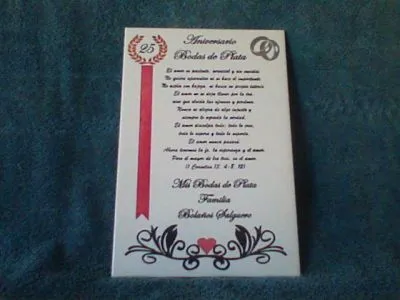 25
Aniversario
Bodas de Plata
El amor es paciente, servicial y sin envidia
No quiere aparentar ni se hace el importante
No actúa con bajeza, ni busca su propio interés
El amor no se deja llevar por la ira,
sino que olvida las ofensas y perdona.
Nunca se alegra de algo injusto y
siempre le agrada la verdad.
El amor disculpa todo; todo lo cree,
todo lo espera y todo lo soporta.
El amor nunca pasará
Ahora tenemos la fe, la esperanza y el amor.
Pero el mayor de los tres, es el amor.
(1 Corintios 13, 4-8, 13)
Mis Bodas de Plata
Familia
Bolaños Salguero